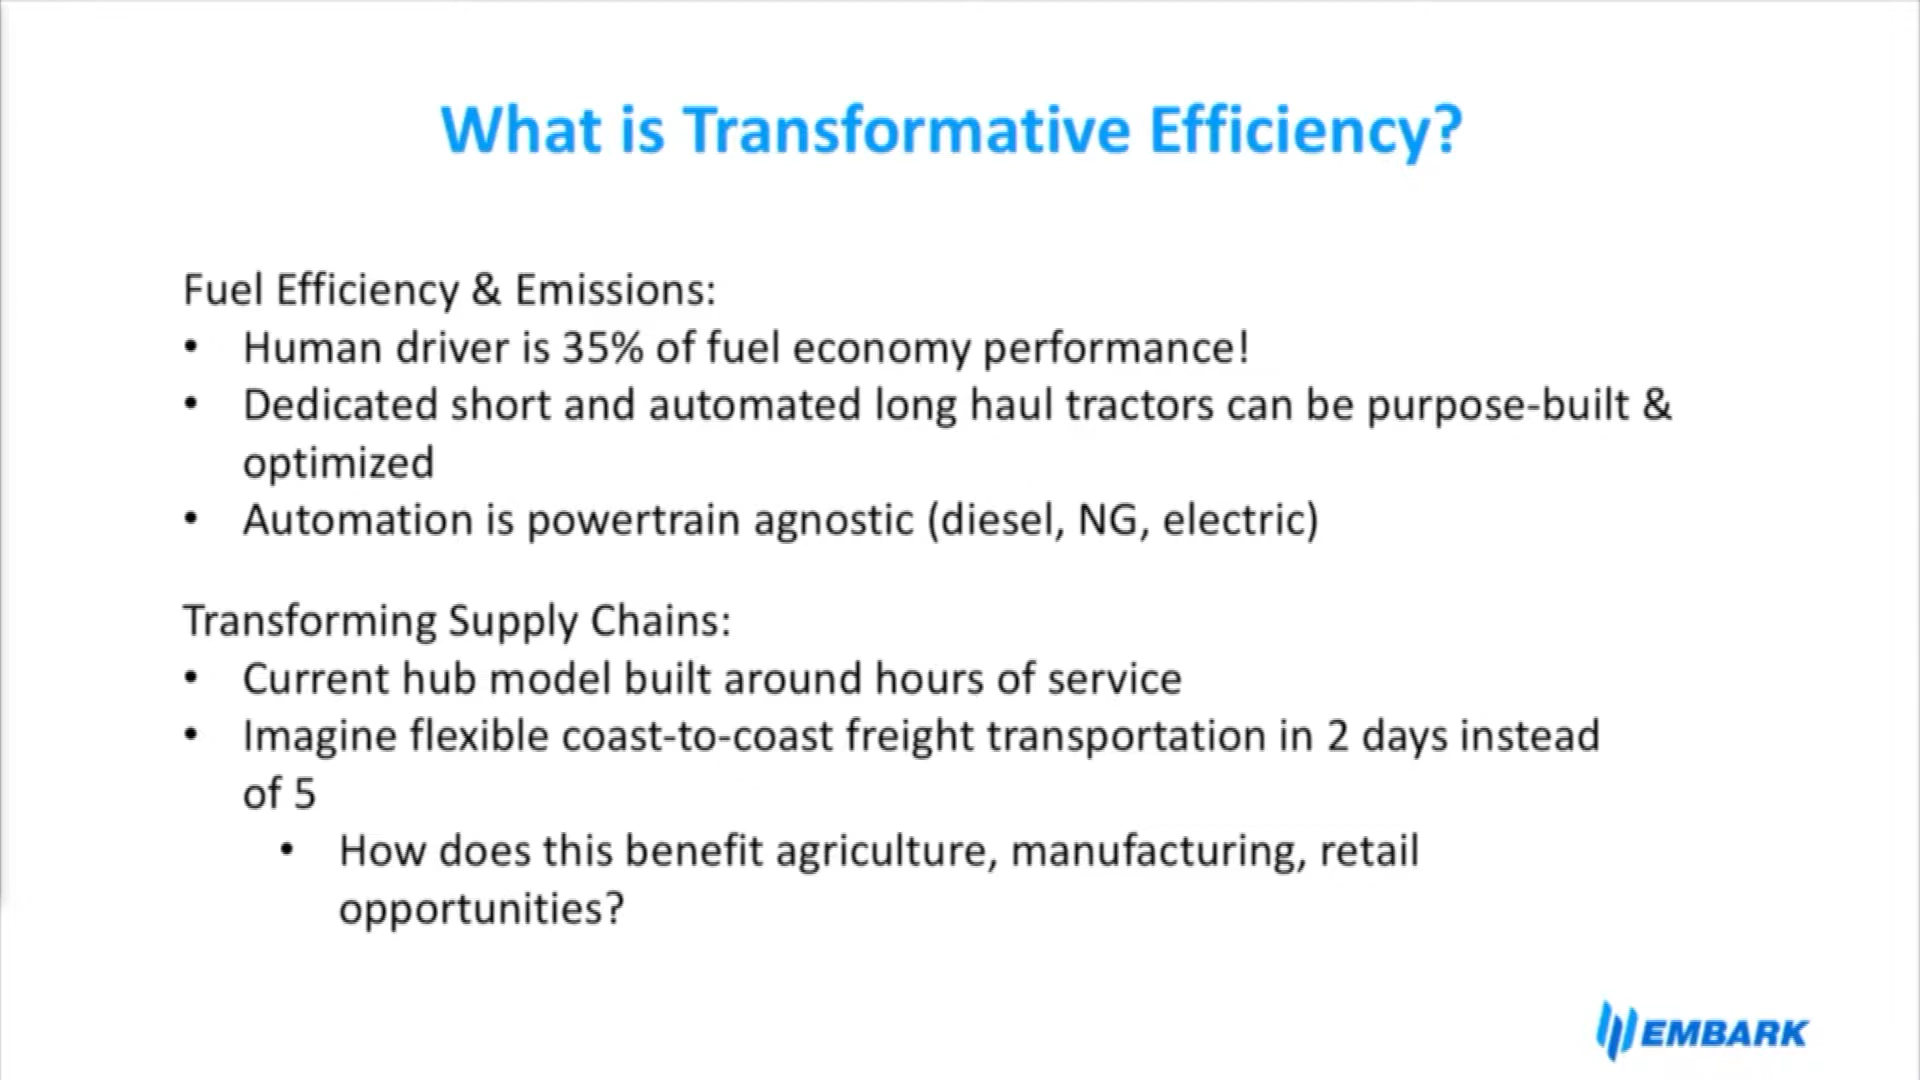 What is Transformative Efficiency?
Fuel Efficiency & Emissions:
• Human driver is 35% of fuel economy performance!
• Dedicated short and automated long haul tractors can be purpose-built &
optimized
• Automation is powertrain agnostic (diesel, NG, electric)
Transforming Supply Chains:
• Current hub model built around hours of service
• Imagine flexible coast-to-coast freight transportation in 2 days instead
of 5
• How does this benefit agriculture, manufacturing, retail
opportunities?
EMBARK